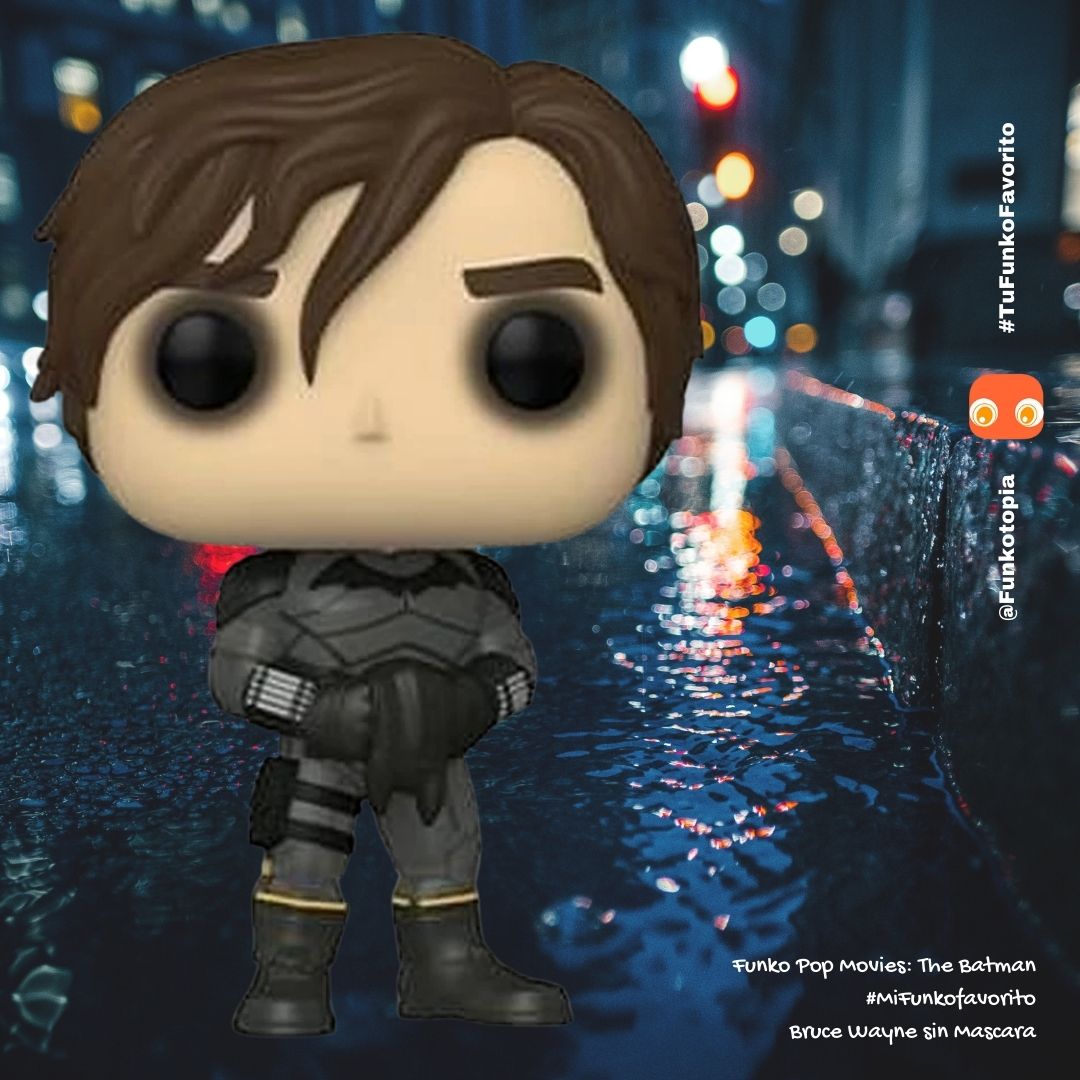 #TuFunkoFavorito
@Funkotopia
Funko Pop Movies: The Batman
#MiFunkofavorito
Bruce Wayne sin Mascara